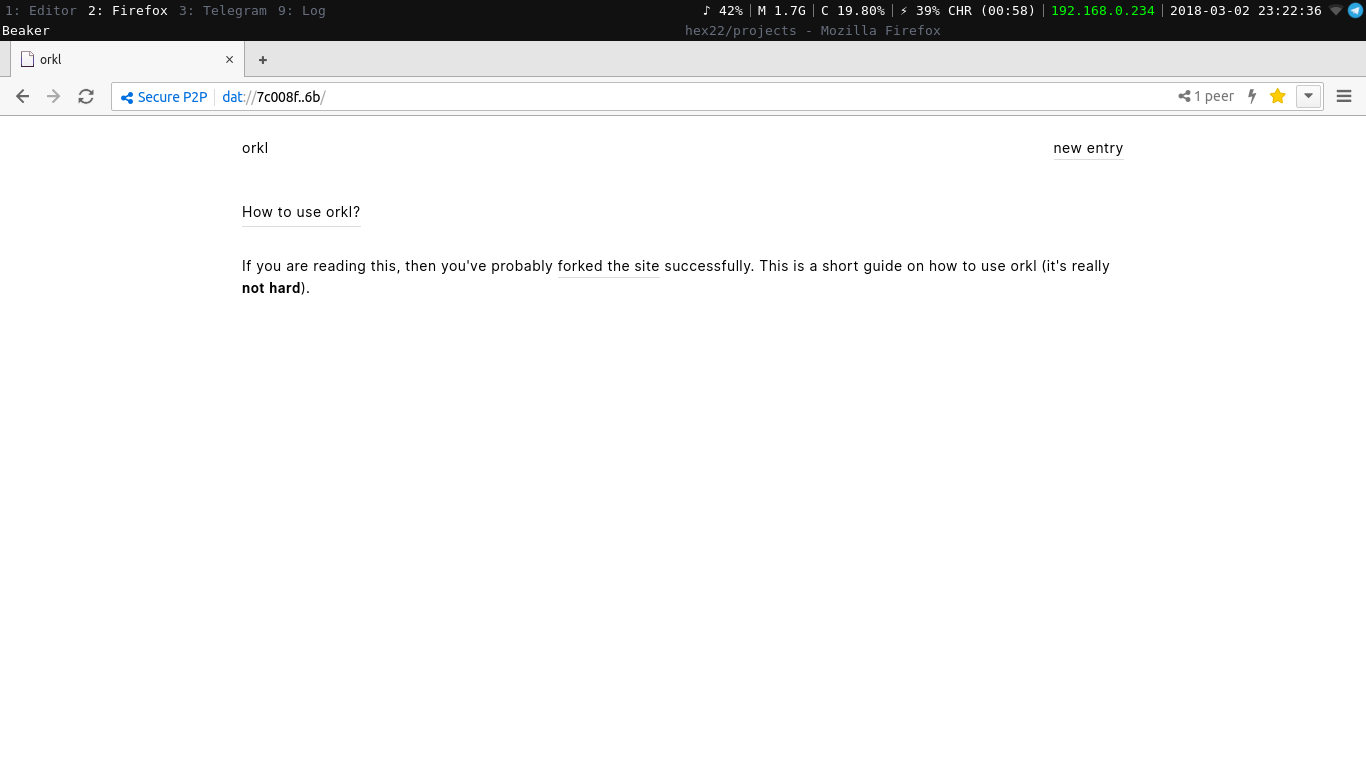 1: Editor 2: Firefox 3: Telegram 9: Log ♪ 42% M 1.7G C 19.80% ⚡ 39% CHR (00:58) 192.168.0.234 2018-03-02 23:22:36
Beaker hex22/projects - Mozilla Firefox
orkl
Secure P2P dat://7c008f..6b/ 1 peer
orkl new entry
How to use orkl?
If you are reading this, then you've probably forked the site successfully. This is a short guide on how to use orkl (it's really
not hard).